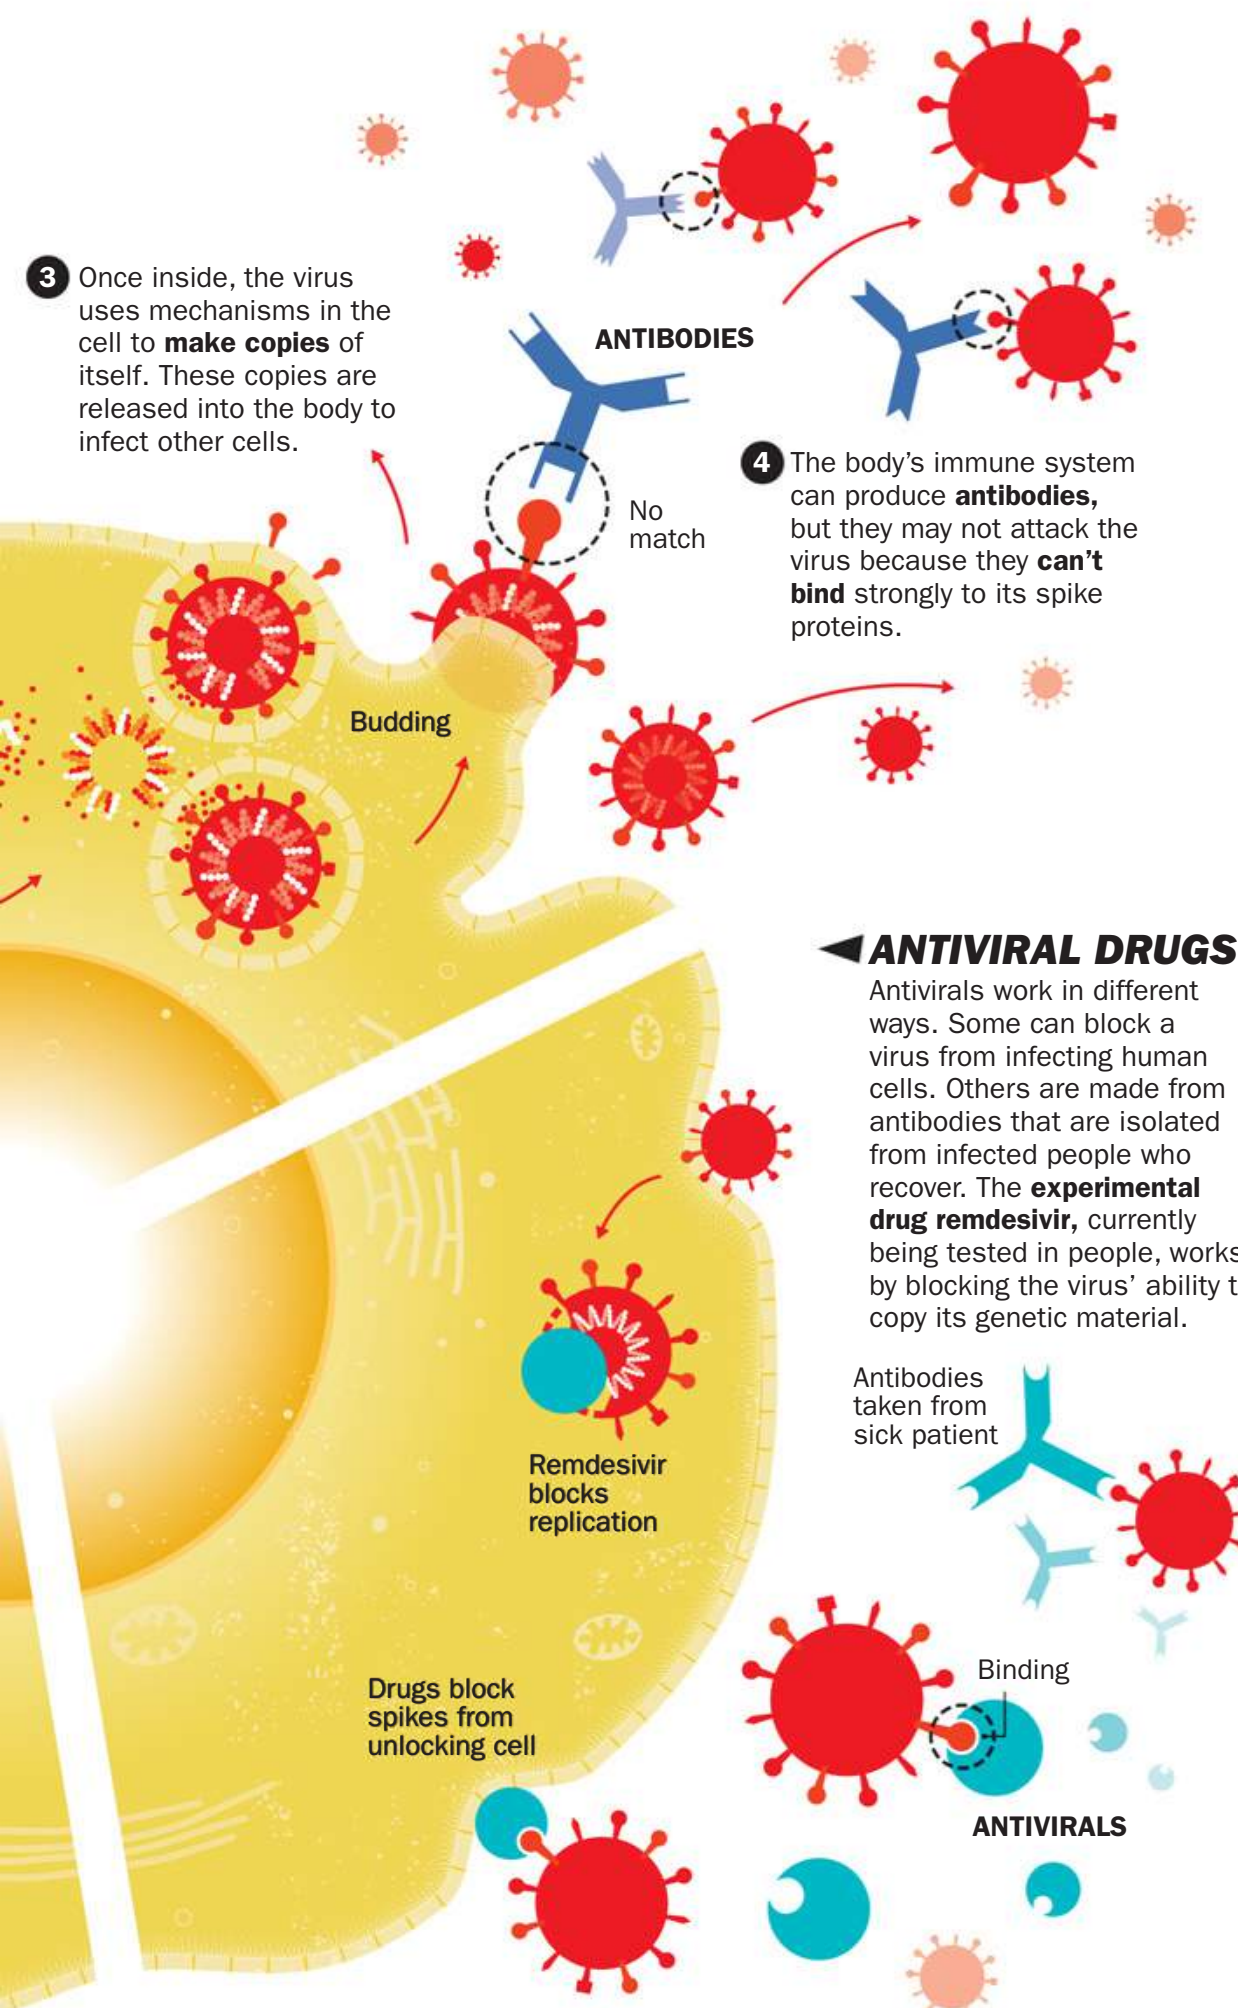 3 Once inside, the virus
uses mechanisms in the
cell to make copies of
itself. These copies are
released into the body to
infect other cells.
ANTIBODIES
No
match
4 The body's immune system
can produce antibodies,
but they may not attack the
virus because they can't
bind strongly to its spike
proteins.
Budding
ANTIVIRAL DRUGS
Antivirals work in different
ways. Some can block a
virus from infecting human
cells. Others are made from
antibodies that are isolated
from infected people who
recover. The experimental
drug remdesivir, currently
being tested in people, works
by blocking the virus' ability t
copy its genetic material.
Antibodies
taken from
sick patient
Remdesivir
blocks
replication
Binding
Drugs block
spikes from
unlocking cell
ANTIVIRALS